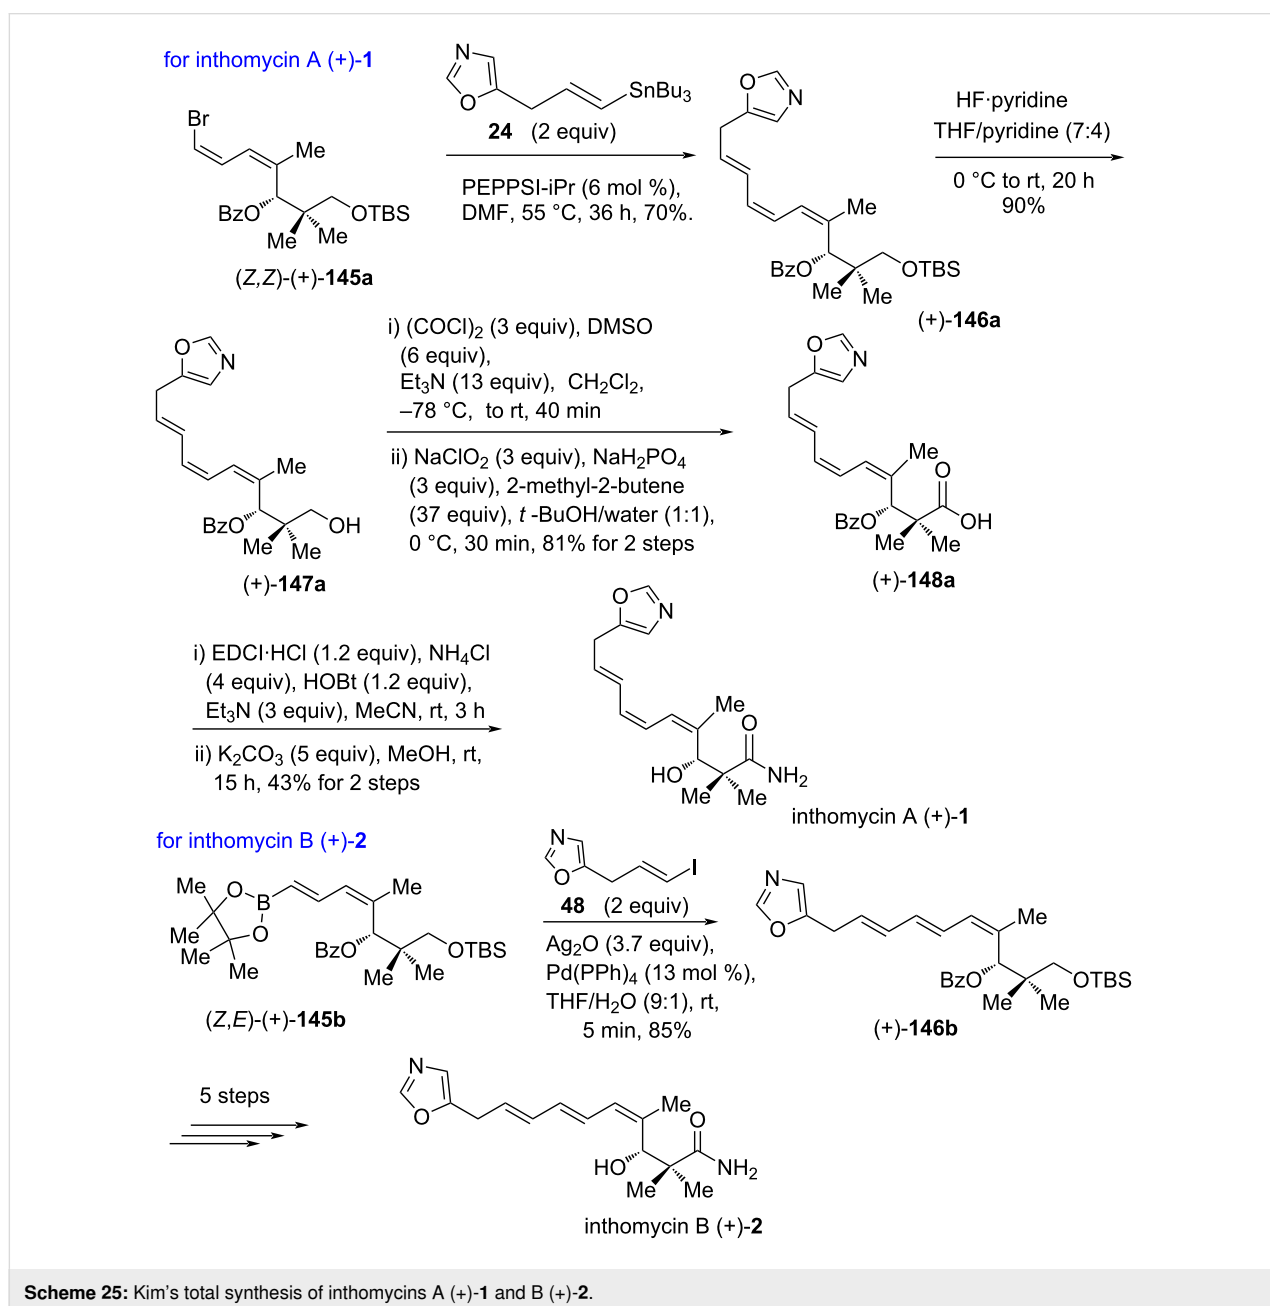 for inthomycin A (+)-1
Br
Me
BzO
OTBS
Me
Me
(Z,Z)-(+)-145a
N
O
SnBu3
24 (2 equiv)
PEPPSI-iPr (6 mol %),
DMF, 55 °C, 36 h, 70%.
O
N
Me
BzO
OTBS
Me
Me
(+)-146a
HF·pyridine
THF/pyridine (7:4)
0 °C to rt, 20 h
90%
O
N
Me
BzO
OH
Me
Me
(+)-147a
i) (COCl)2 (3 equiv), DMSO
(6 equiv),
Et3N (13 equiv), CH2Cl2,
–78 °C, to rt, 40 min
ii) NaClO2 (3 equiv), NaH2PO4
(3 equiv), 2-methyl-2-butene
(37 equiv), t -BuOH/water (1:1),
0 °C, 30 min, 81% for 2 steps
O
N
Me
O
BzO
OH
Me
Me
(+)-148a
i) EDCI·HCl (1.2 equiv), NH4Cl
(4 equiv), HOBt (1.2 equiv),
Et3N (3 equiv), MeCN, rt, 3 h
ii) K2CO3 (5 equiv), MeOH, rt,
15 h, 43% for 2 steps
O
N
Me
O
HO
NH2
Me
Me
inthomycin A (+)-1
for inthomycin B (+)-2
Me
Me
O
B
Me
O
Me
Me
Me
BzO
OTBS
Me
Me
(Z,E)-(+)-145b
N
O
I
48 (2 equiv)
Ag2O (3.7 equiv),
Pd(PPh)4 (13 mol %),
THF/H2O (9:1), rt,
5 min, 85%
N
O
Me
BzO
OTBS
Me
Me
(+)-146b
5 steps
N
O
Me
O
HO
NH2
Me
Me
inthomycin B (+)-2
Scheme 25: Kim's total synthesis of inthomycins A (+)-1 and B (+)-2.